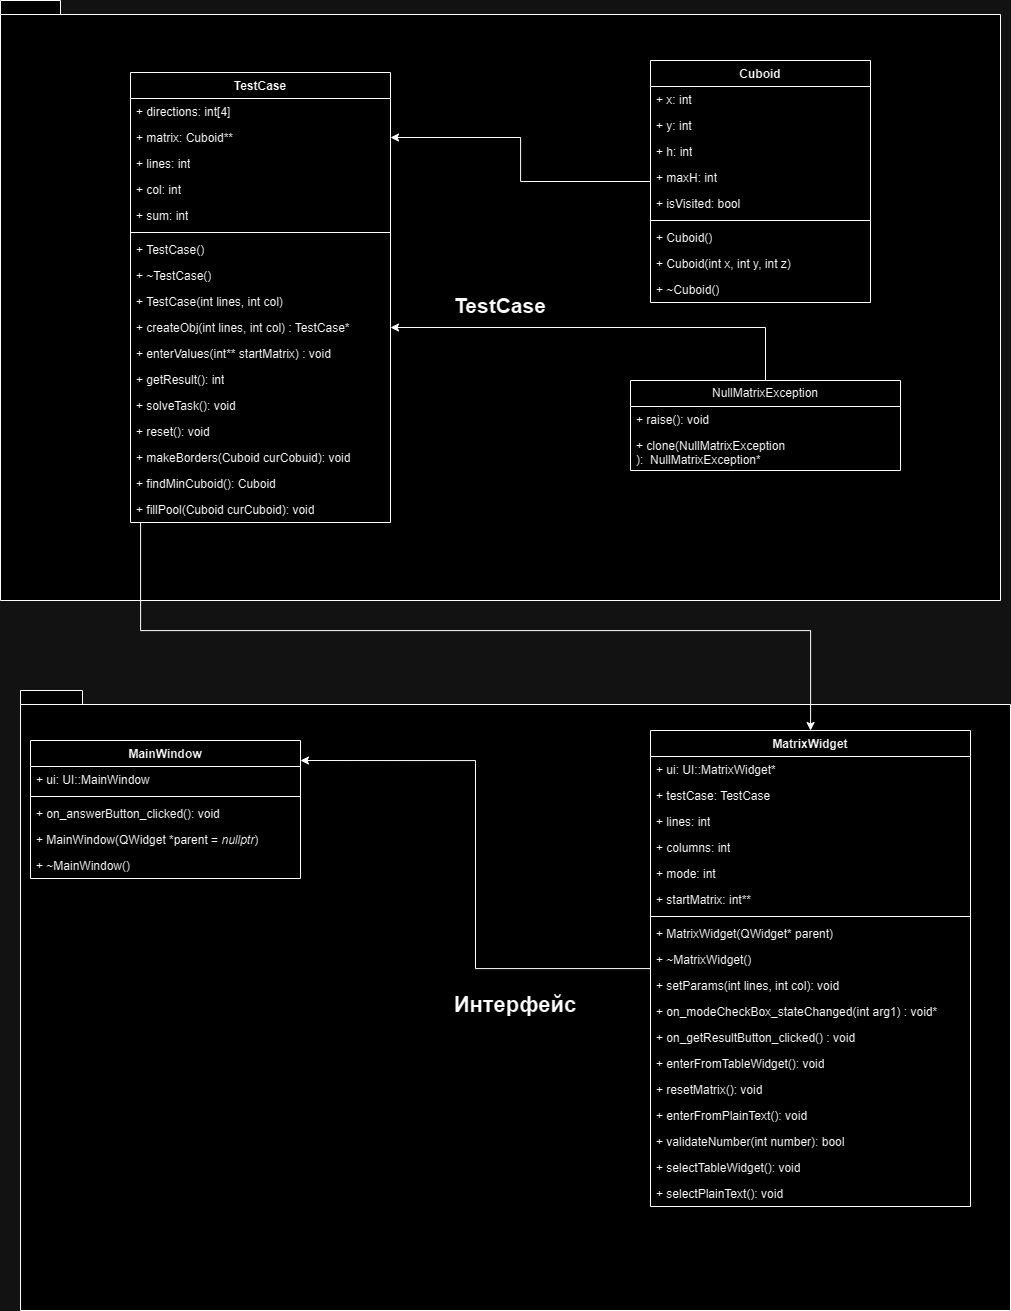 TestCase
+ directions: int[4]
+ matrix: Cuboid**
+ lines: int
+ col: int
+ sum: int
+ TestCase()
+ ~TestCase()
+ TestCase(int lines, int col)
+ createObj(int lines, int col) : TestCase*
+ enterValues(int** startMatrix) : void
+ getResult(): int
+ solveTask(): void
+ reset(): void
+ makeBorders(Cuboid curCobuid): void
+ findMinCuboid(): Cuboid
+ fillPool(Cuboid curCuboid): void
Cuboid
+ x: int
+ y: int
+ h: int
+ maxH: int
+ isVisited: bool
+ Cuboid()
+ Cuboid(int x, int y, int z)
+ ~Cuboid()
TestCase
NullMatrixException
+ raise(): void
+ clone(NullMatrixException
):  NullMatrixException*
MainWindow
+ ui: UI::MainWindow
+ on_answerButton_clicked(): void
+ MainWindow(QWidget *parent = nullptr)
+ ~MainWindow()
Интерфейс
MatrixWidget
+ ui: UI::MatrixWidget*
+ testCase: TestCase
+ lines: int
+ columns: int
+ mode: int
+ startMatrix: int**
+ MatrixWidget(QWidget* parent)
+ ~MatrixWidget()
+ setParams(int lines, int col): void
+ on_modeCheckBox_stateChanged(int arg1) : void*
+ on_getResultButton_clicked() : void
+ enterFromTableWidget(): void
+ resetMatrix(): void
+ enterFromPlainText(): void
+ validateNumber(int number): bool
+ selectTableWidget(): void
+ selectPlainText(): void